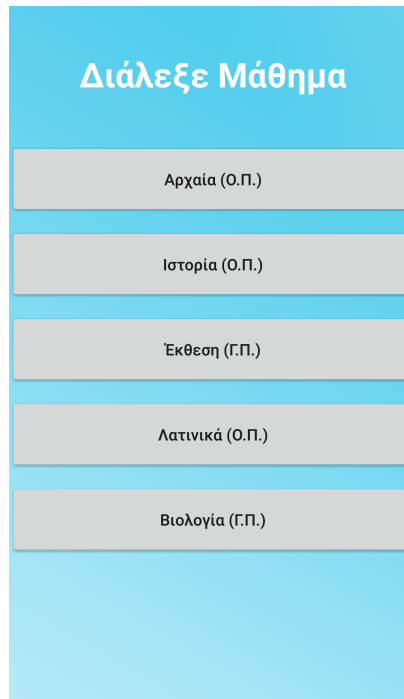 Διάλεξε Μάθημα
Αρχαία (Ο.Π.)
Ιστορία (Ο.Π.)
Έκθεση (Γ.Π.)
Λατινικά (Ο.Π.)
Βιολογία (Γ.Π.)